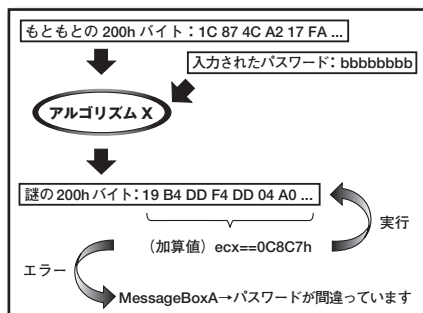 もともとの 200h バイト：1C 87 4C A2 17 FA ...
入力されたパスワード：bbbbbbbb
アルゴリズム X
謎の 200h バイト：19 B4 DD F4 DD 04 A0 ...
（加算値）ecx==0C8C7h
実行
エラー
MessageBoxA→パスワードが間違っています